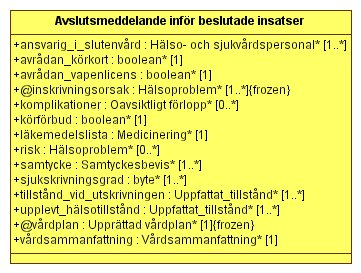 Avslutsmeddelande inför beslutade insatser
+ansvarig_i_slutenvård : Hälso- och sjukvårdspersonal* [1..*]
+avrådan_körkort : boolean* [1]
+avrådan_vapenlicens : boolean* [1]
+@inskrivningsorsak : Hälsoproblem* [1..*]{frozen}
+komplikationer : Oavsiktligt förlopp* [0..*]
+körförbud : boolean* [1]
+läkemedelslista : Medicinering* [1]
+risk : Hälsoproblem* [0..*]
+samtycke : Samtyckesbevis* [1..*]
+sjukskrivningsgrad : byte* [1..*]
+tillstånd_vid_utskrivningen : Uppfattat_tillstånd* [1..*]
+upplevt_hälsotillstånd : Uppfattat_tillstånd* [1..*]
+@vårdplan : Upprättad vårdplan* [1]{frozen}
+vårdsammanfattning : Vårdsammanfattning* [1]